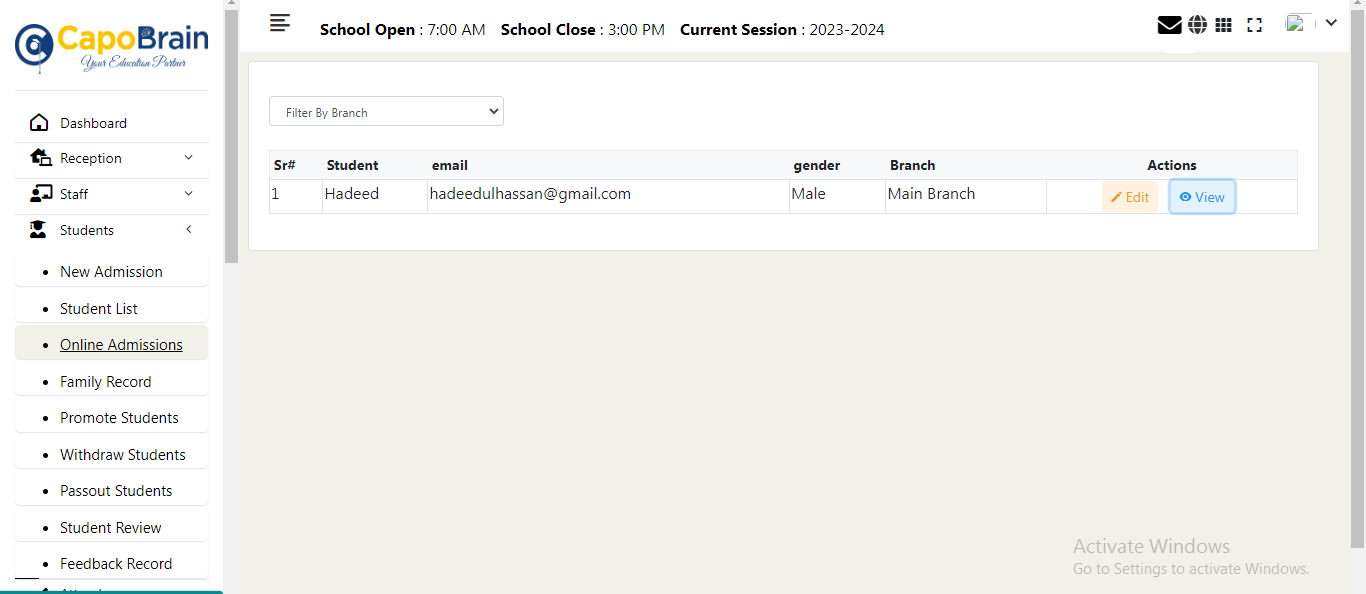 CapoBrain
Your Education Partner
School Open : 7:00 AM School Close : 3:00 PM Current Session : 2023-2024
Dashboard
Reception
Staff
Students
New Admission
Student List
Online Admissions
Family Record
Promote Students
Withdraw Students
Passout Students
Student Review
Feedback Record
Filter By Branch
Sr# Student email gender Branch Actions
1 Hadeed hadeedulhassan@gmail.com Male Main Branch Edit View
Activate Windows
Go to Settings to activate Windows.